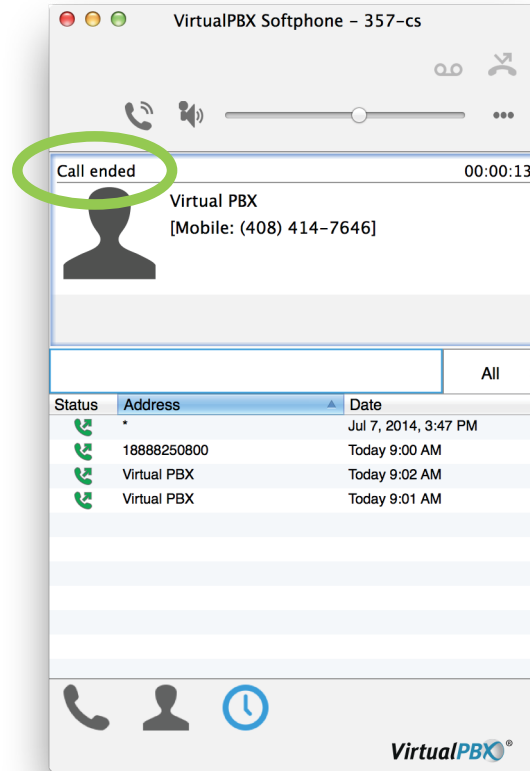 VirtualPBX Softphone – 357-cs
Call ended 00:00:13
Virtual PBX
[Mobile: (408) 414-7646]
All
Status Address Date
* Jul 7, 2014, 3:47 PM
18888250800 Today 9:00 AM
Virtual PBX Today 9:02 AM
Virtual PBX Today 9:01 AM
VirtualPBX®